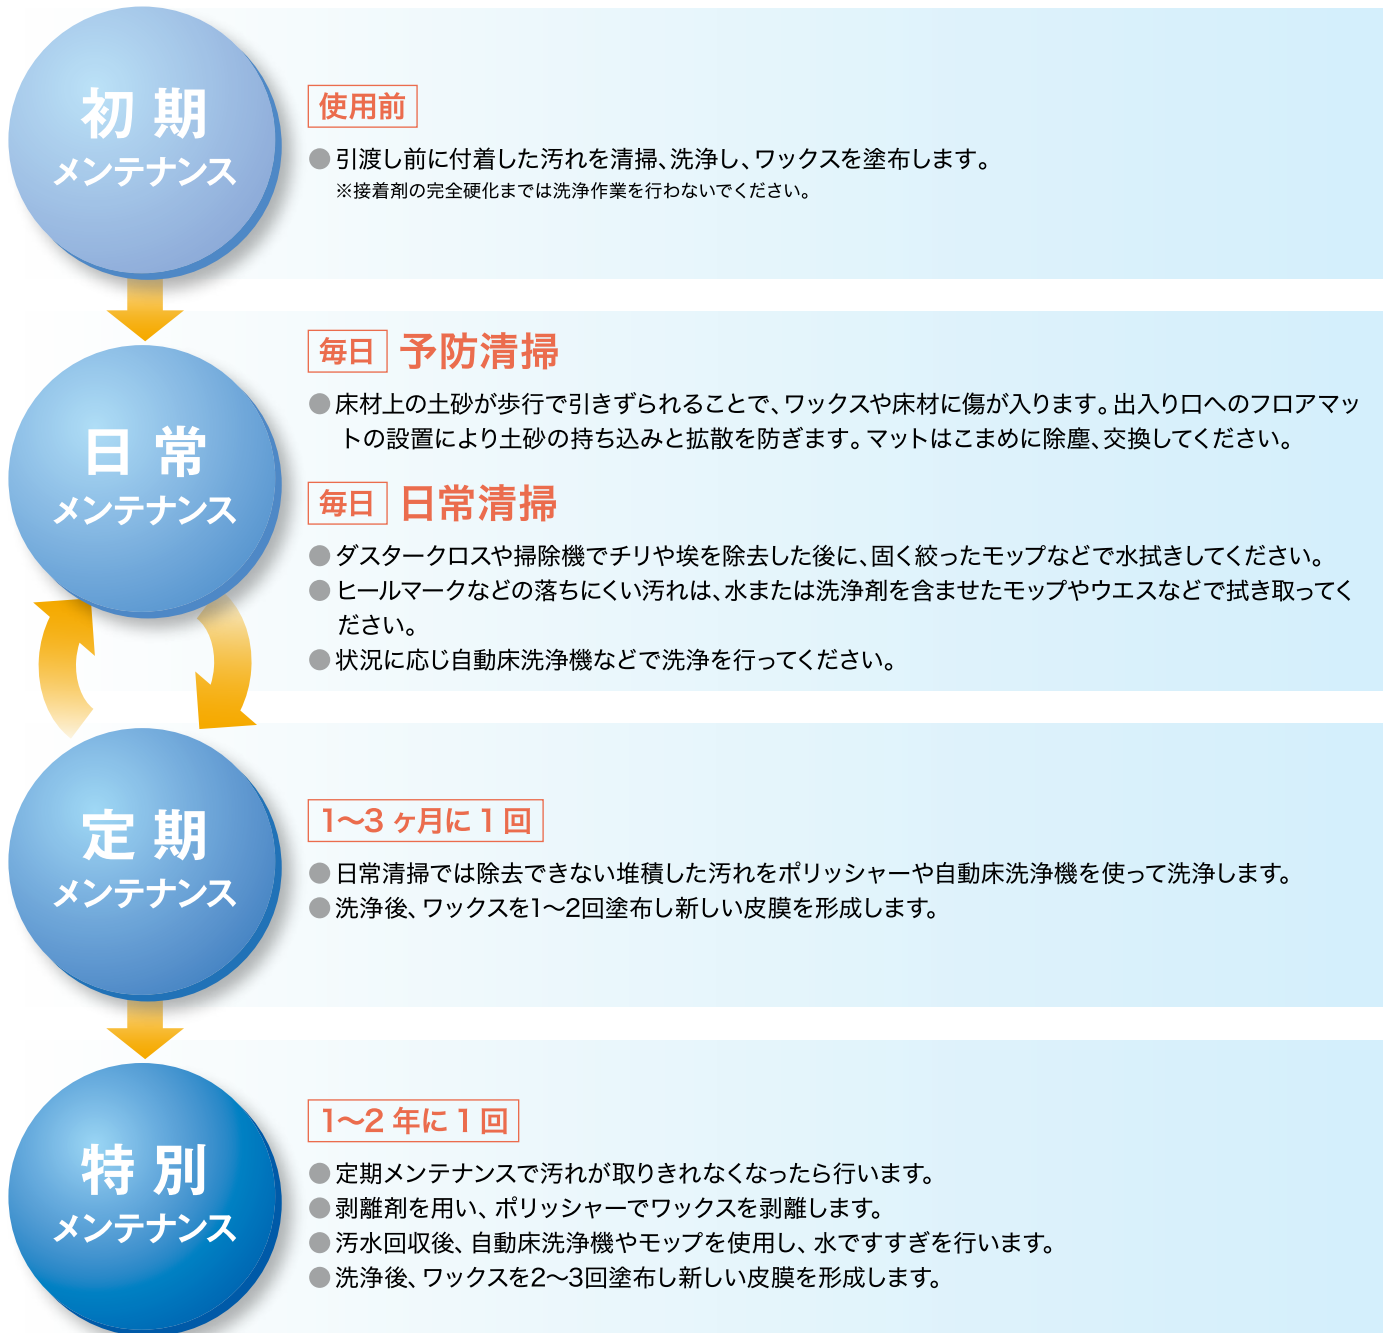 初期
メンテナンス
使用前
●引渡し前に付着した汚れを清掃、洗浄し、ワックスを塗布します。
※接着剤の完全硬化までは洗浄作業を行わないでください。
日常
メンテナンス
毎日 予防清掃
●床材上の土砂が歩行で引きずられることで、ワックスや床材に傷が入ります。出入り口へのフロアマッ
トの設置により土砂の持ち込みと拡散を防ぎます。マットはこまめに除塵、交換してください。
毎日 日常清掃
●ダスタークロスや掃除機でチリや埃を除去した後に、固く絞ったモップなどで水拭きしてください。
●ヒールマークなどの落ちにくい汚れは、水または洗浄剤を含ませたモップやウエスなどで拭き取ってく
ださい。
●状況に応じ自動床洗浄機などで洗浄を行ってください。
定期
メンテナンス
1〜3ヶ月に1回
●日常清掃では除去できない堆積した汚れをポリッシャーや自動床洗浄機を使って洗浄します。
●洗浄後、ワックスを1〜2回塗布し新しい皮膜を形成します。
特別
メンテナンス
1〜2年に1回
●定期メンテナンスで汚れが取りきれなくなったら行います。
●剥離剤を用い、ポリッシャーでワックスを剥離します。
●汚水回収後、自動床洗浄機やモップを使用し、水ですすぎを行います。
●洗浄後、ワックスを2〜3回塗布し新しい皮膜を形成します。